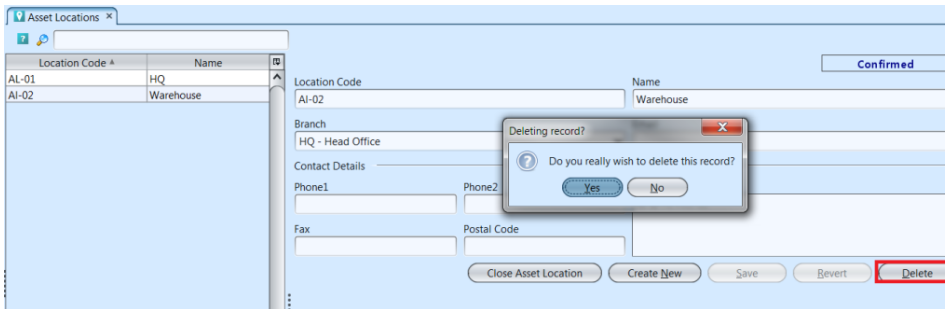 Asset Locations ×
?
Location Code Name
AL-01 HQ
AI-02 Warehouse
Confirmed
Location Code Name
AI-02 Warehouse
Branch
HQ - Head Office
Deleting record? X
? Do you really wish to delete this record?
Yes No
Contact Details
Phone1 Phone2
Fax Postal Code
Close Asset Location Create New Save Revert Delete